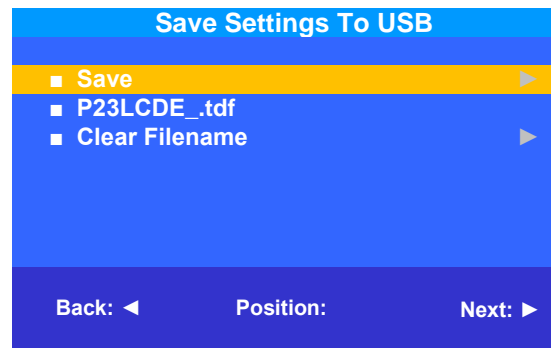 Save Settings To USB
■ Save ►
■ P23LCDE_.tdf
■ Clear Filename ►
Back: ◄ Position: Next: ►